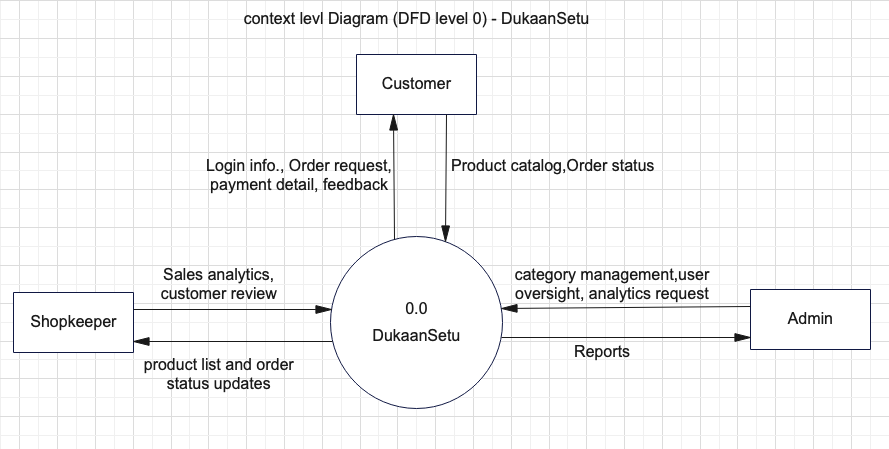 context levl Diagram (DFD level 0) - DukaanSetu
Customer
Login info., Order request,
payment detail, feedback
Product catalog,Order status
Sales analytics,
customer review
category management,user
oversight, analytics request
Shopkeeper
0.0
DukaanSetu
Admin
product list and order
status updates
Reports